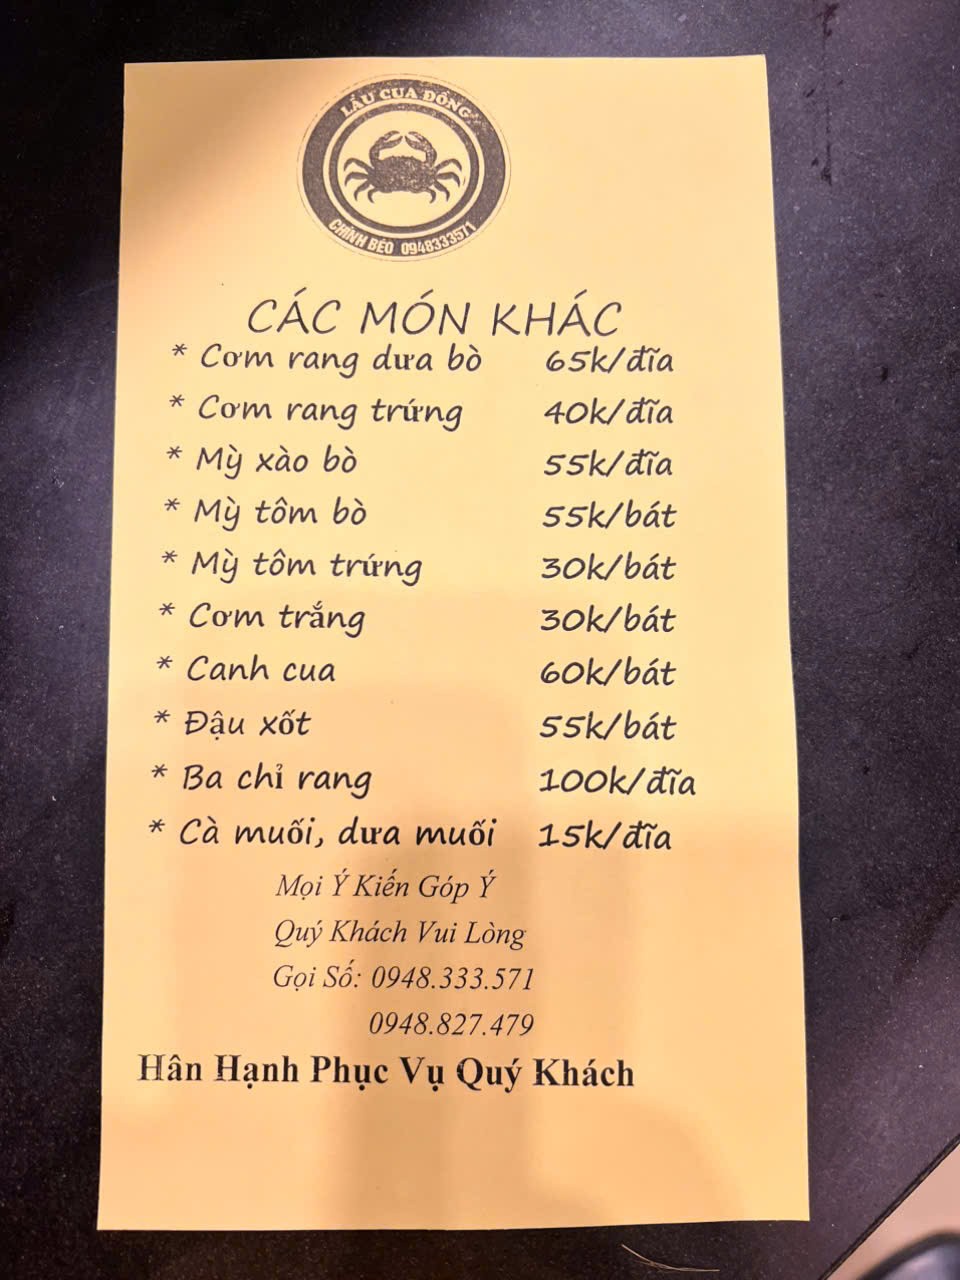 LẨU CUA ĐỒNG
CHÍNH BÉO 0948333571
CÁC MÓN KHÁC
* Cơm rang dưa bò 65k/đĩa
* Cơm rang trứng 40k/đĩa
* Mỳ xào bò 55k/đĩa
* Mỳ tôm bò 55k/bát
* Mỳ tôm trứng 30k/bát
* Cơm trắng 30k/bát
* Canh cua 60k/bát
* Đậu xốt 55k/bát
* Ba chỉ rang 100k/đĩa
* Cà muối, dưa muối 15k/đĩa
Mọi Ý Kiến Góp Ý
Quý Khách Vui Lòng
Gọi Số: 0948.333.571
0948.827.479
Hân Hạnh Phục Vụ Quý Khách